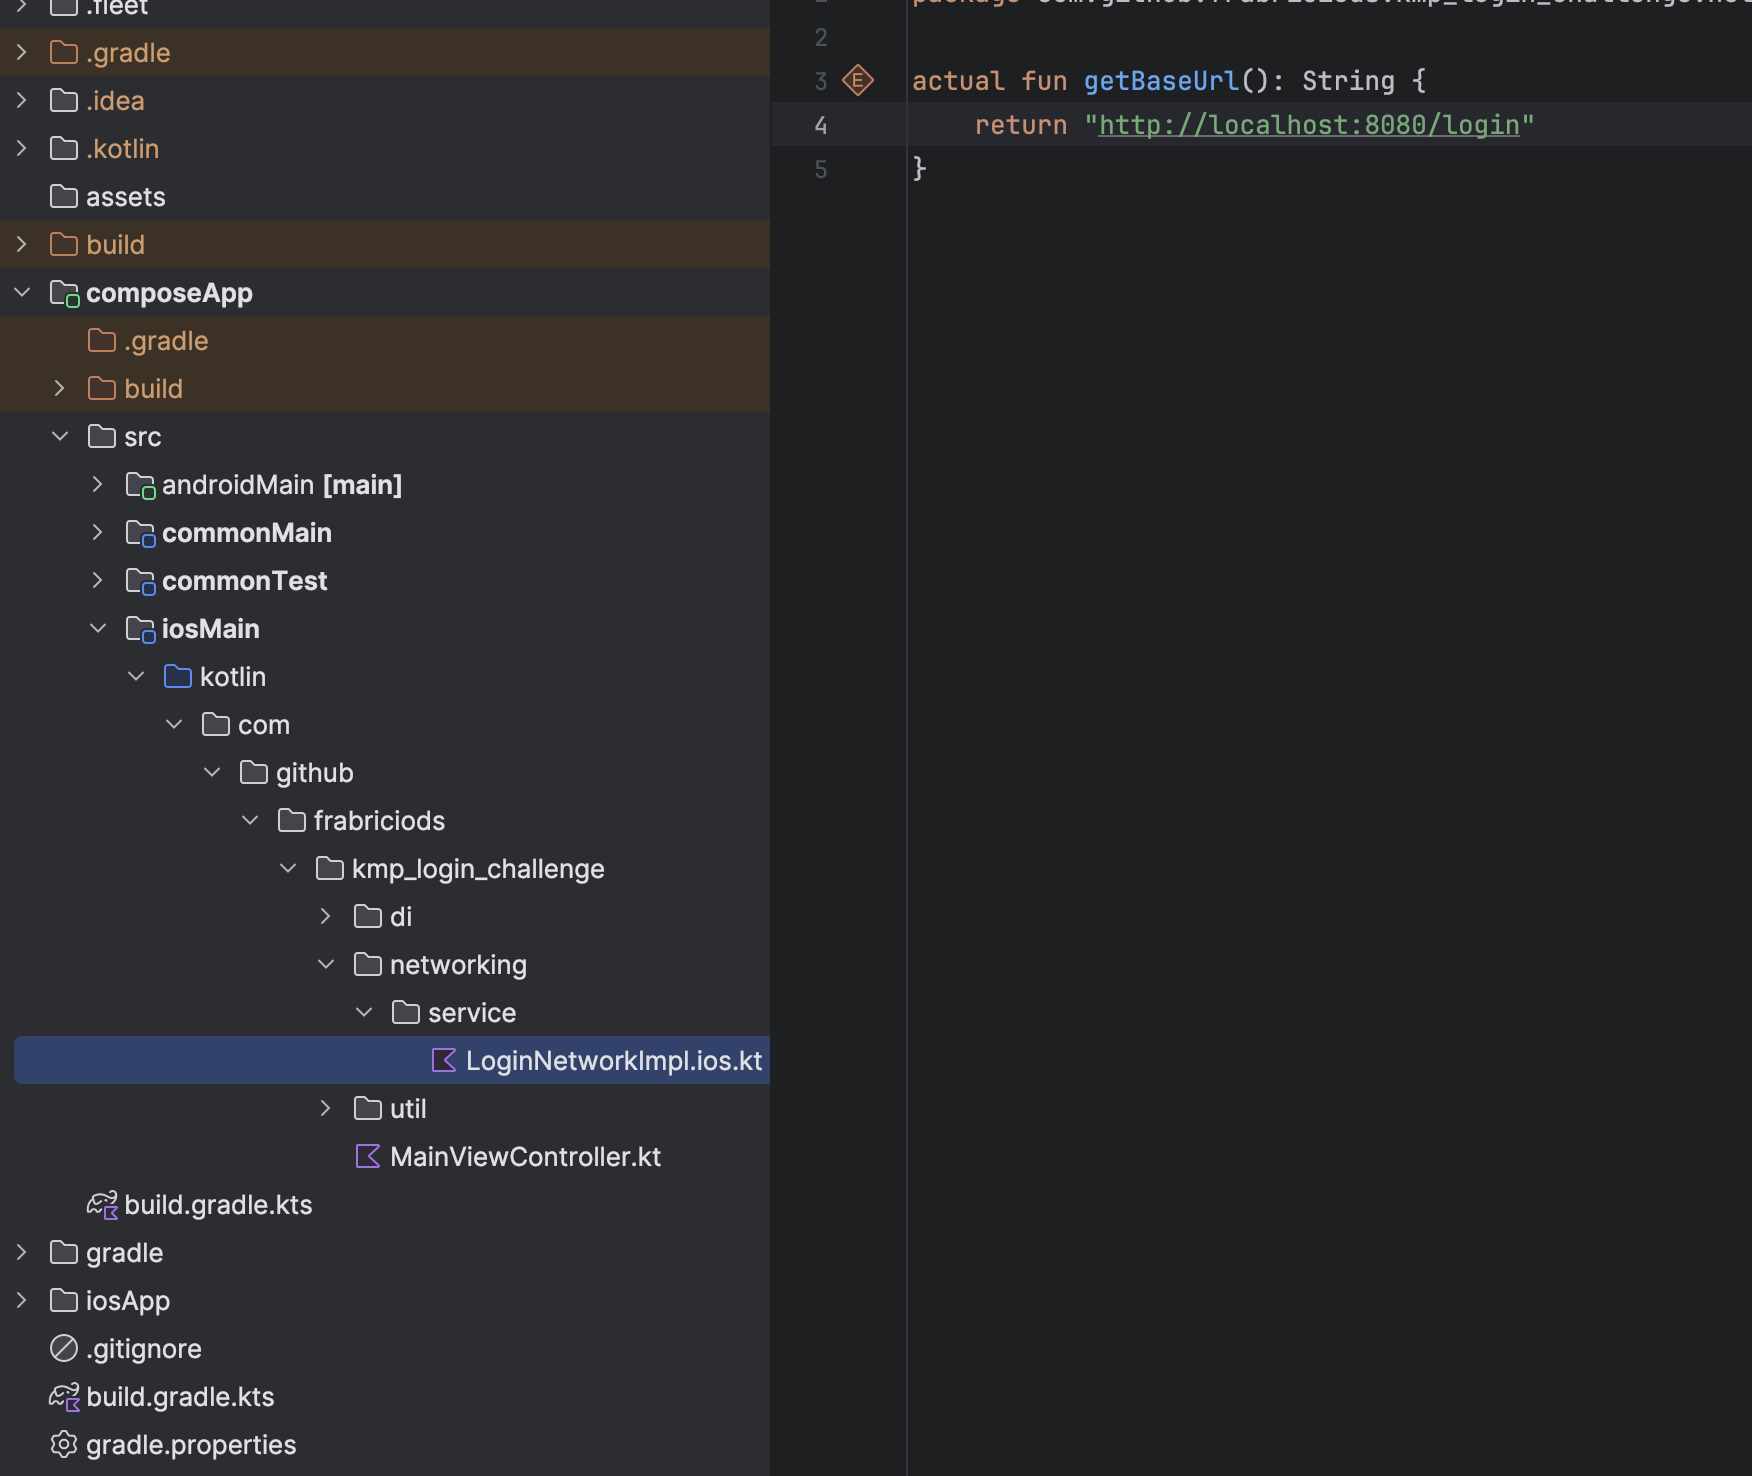 .fleet
.gradle
.idea
.kotlin
assets
build
composeApp
.gradle
build
src
androidMain [main]
commonMain
commonTest
iosMain
kotlin
com
github
frabriciods
kmp_login_challenge
di
networking
service
LoginNetworkImpl.ios.kt
util
MainViewController.kt
build.gradle.kts
gradle
iosApp
.gitignore
build.gradle.kts
gradle.properties
package
2
3 E actual fun getBaseUrl(): String {
4 return "http://localhost:8080/login"
5 }